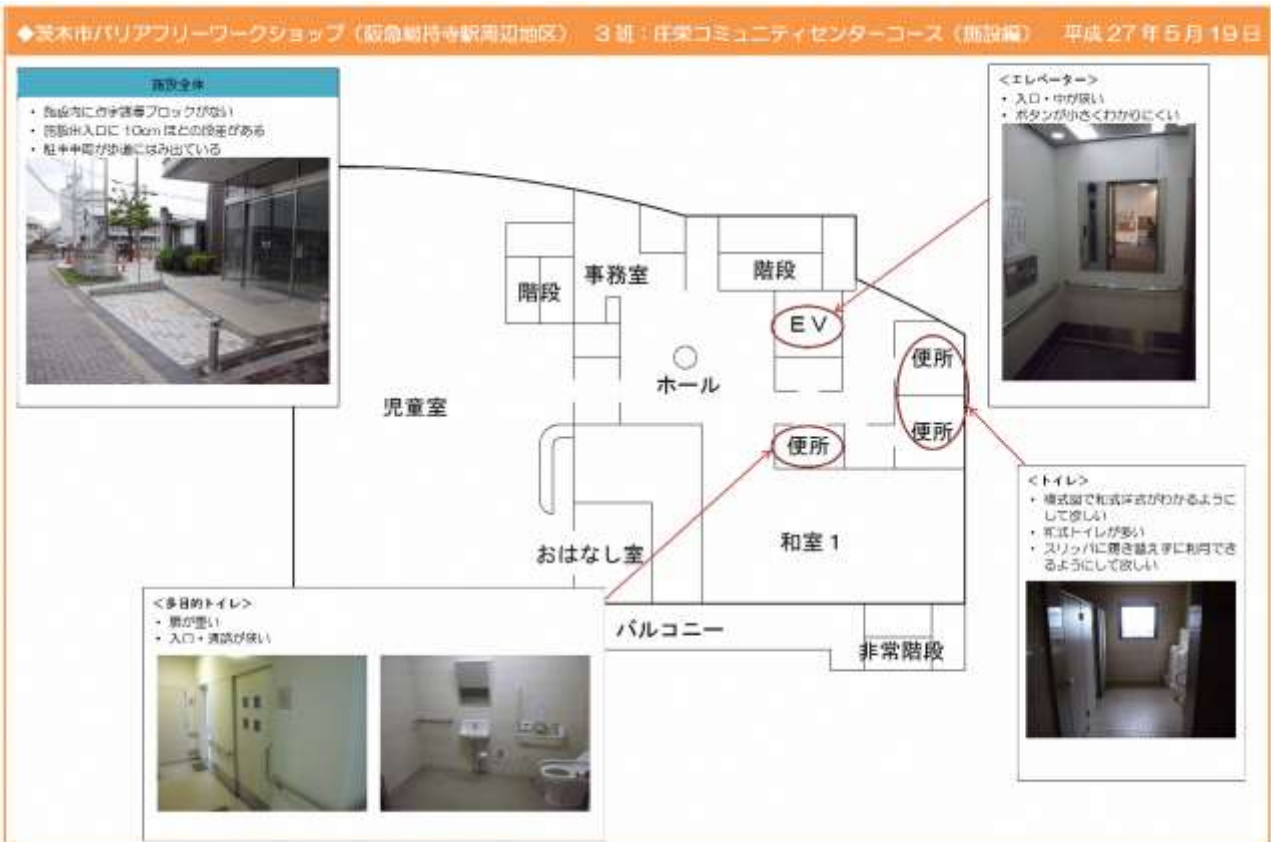 ◆茨木市バリアフリーワークショップ（阪急総持寺駅周辺地区）　３班：庄栄コミュニティセンターコース（施設編）　平成27年5月19日
施設全体
・ 施設内に点字誘導ブロックがない
・ 施設出入口に10cmほどの段差がある
・ 駐車車両が歩道にはみ出ている
＜エレベーター＞
・ 入口・中が狭い
・ ボタンが小さくわかりにくい
階段
事務室
階段
ＥＶ
ホール
便所
児童室
便所
便所
おはなし室
和室１
＜トイレ＞
・ 模式図で和式洋式がわかるように
して欲しい
・ 和式トイレが多い
・ スリッパに履き替えずに利用でき
るようにして欲しい
＜多目的トイレ＞
・ 扉が重い
・ 入口・通路が狭い
バルコニー
非常階段